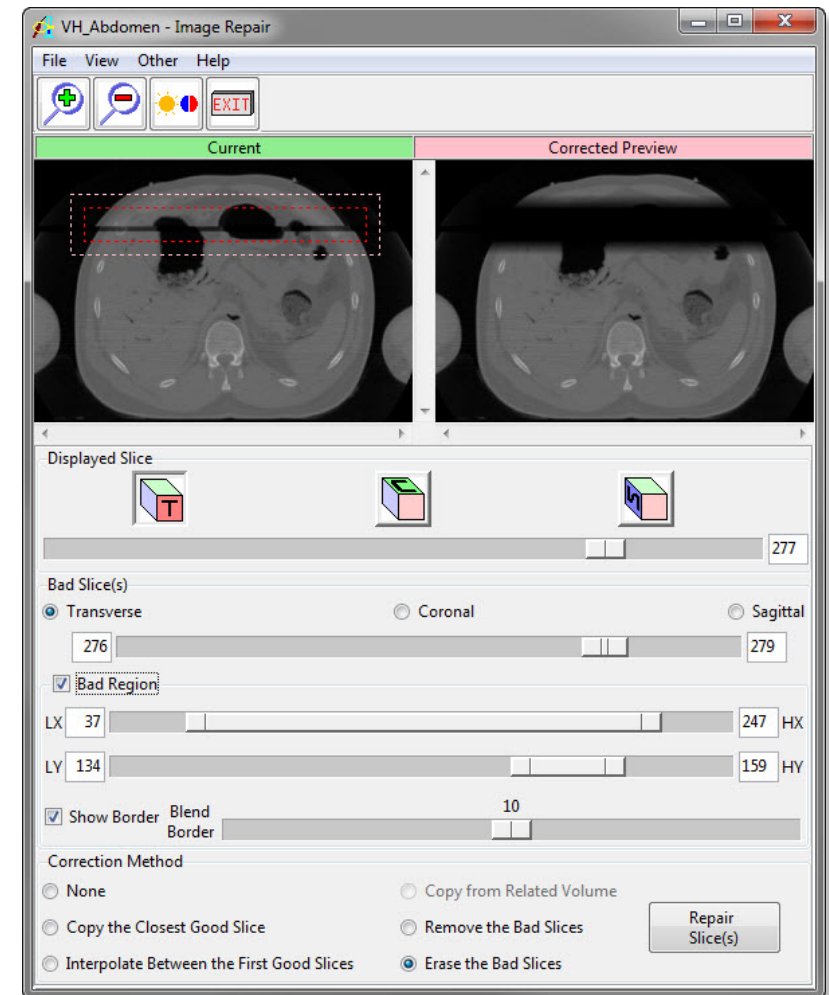 VH_Abdomen - Image Repair
File View Other Help
EXIT
Current Corrected Preview
Displayed Slice
T
277
Bad Slice(s)
Transverse Coronal Sagittal
276 279
Bad Region
LX 37 247 HX
LY 134 159 HY
10
Show Border Blend Border
Correction Method
None Copy from Related Volume
Copy the Closest Good Slice Remove the Bad Slices
Repair Slice(s)
Interpolate Between the First Good Slices Erase the Bad Slices